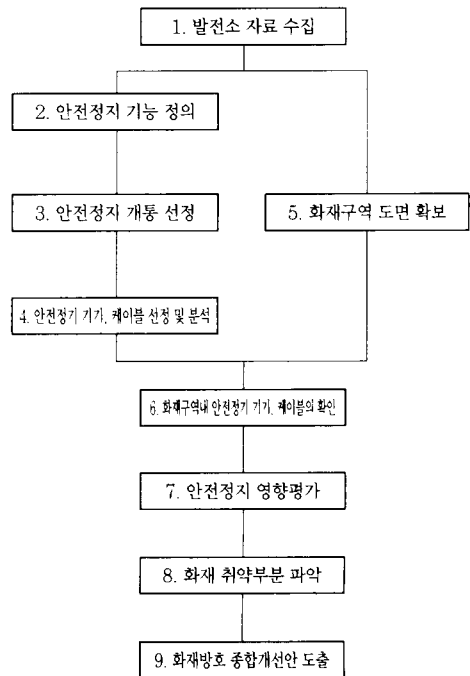 1. 발전소 자료 수집
2. 안전정지 기능 정의
3. 안전정지 개통 선정
5. 화재구역 도면 확보
4. 안전정기 기가, 케이블 선정 및 분석
6. 화재구역내 안전정기 기기, 케이블의 확인
7. 안전정지 영향평가
8. 화재 취약부분 파악
9. 화재방호 종합개선안 도출